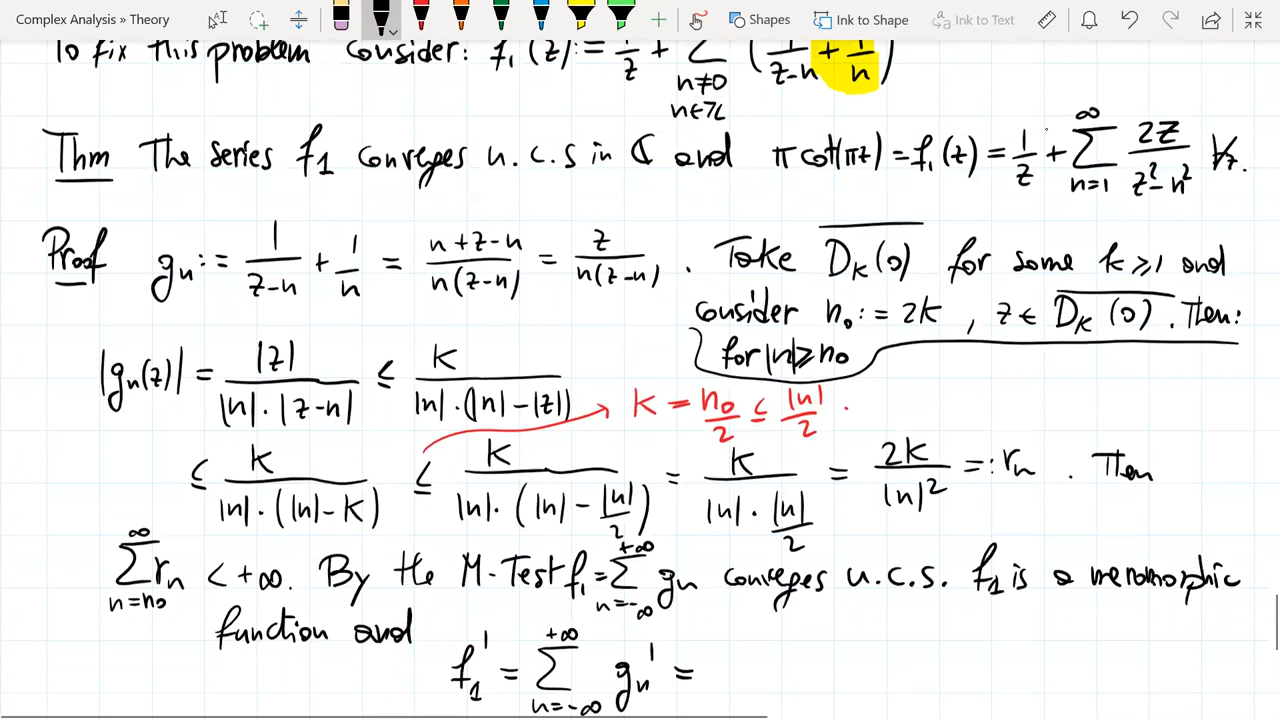 Complex Analysis » Theory
Shapes Ink to Shape Ink to Text
To fix this problem consider: f₁(z) := 1/z + Σ_{n≠0, n∈ℤ} (1/(z-n) + 1/n)
Thm The series f₁ converges u.c.s in ℂ and π cot(πz) = f₁(z) = 1/z + Σ_{n=1}^{∞} 2z/(z²-n²) ∀z.
Proof gₙ := 1/(z-n) + 1/n = (n+z-n)/(n(z-n)) = z/(n(z-n)) . Take \overline{D_K(0)} for some k⩾1 and
consider n₀ := 2k , z ∈ \overline{D_K(0)}. Then:
for |n|⩾n₀
|gₙ(z)| = |z|/(|n|·|z-n|) ≤ K/(|n|·(|n|-|z|))
K = n₀/2 ≤ |n|/2 .
≤ K/(|n|·(|n|-K)) ≤ K/(|n|·(|n|-|n|/2)) = K/(|n|·|n|/2) = 2K/|n|² =: rₙ . Then
Σ_{n=n₀}^{∞} rₙ < +∞. By the M-Test f₁ = Σ_{n=-∞}^{+∞} gₙ converges u.c.s. f₁ is a meromorphic
function and
f₁' = Σ_{n=-∞}^{+∞} gₙ' =